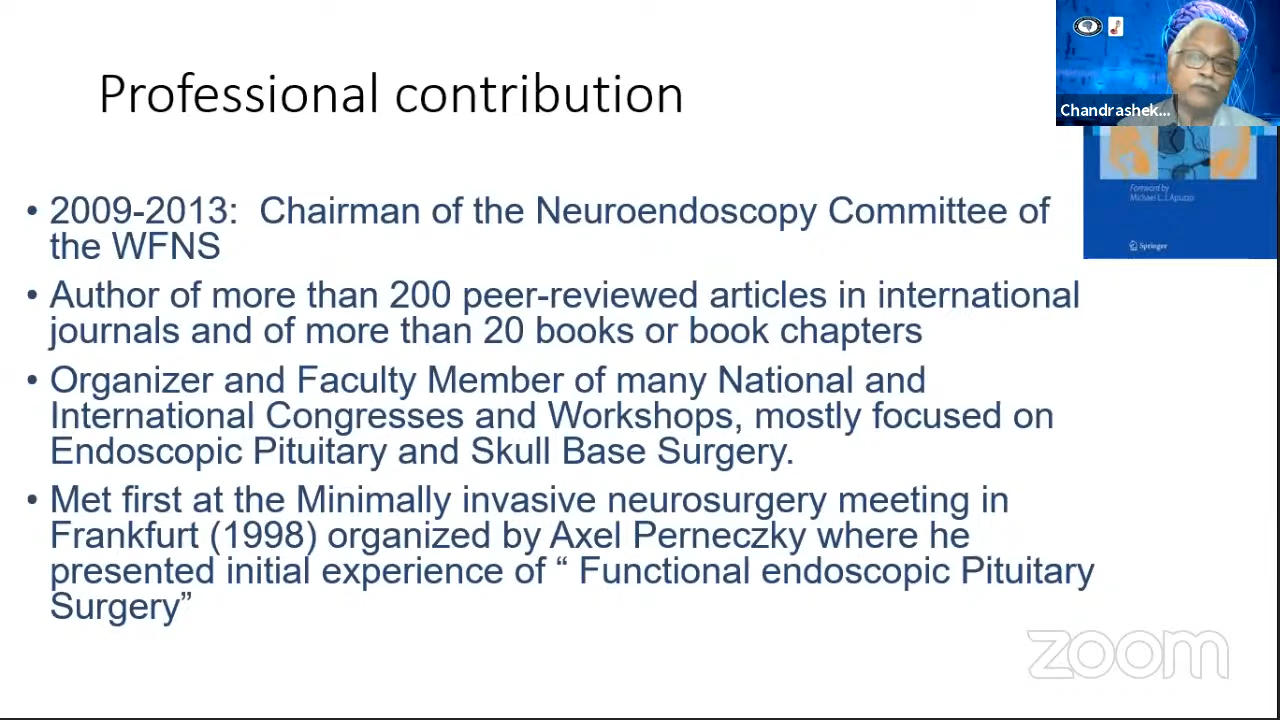 Professional contribution
Chandrashek...
Foreword by
Michael L.J. Apuzzo
Springer
• 2009-2013: Chairman of the Neuroendoscopy Committee of
the WFNS
• Author of more than 200 peer-reviewed articles in international
journals and of more than 20 books or book chapters
• Organizer and Faculty Member of many National and
International Congresses and Workshops, mostly focused on
Endoscopic Pituitary and Skull Base Surgery.
• Met first at the Minimally invasive neurosurgery meeting in
Frankfurt (1998) organized by Axel Perneczky where he
presented initial experience of “ Functional endoscopic Pituitary
Surgery”
zoom